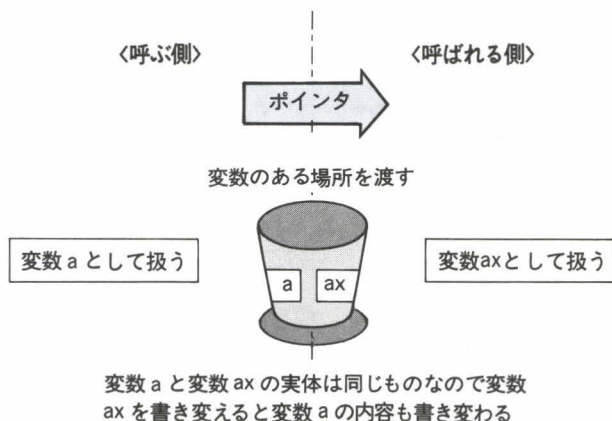 〈呼ぶ側〉
〈呼ばれる側〉
ポインタ
変数のある場所を渡す
変数 a として扱う
a
ax
変数axとして扱う
変数 a と変数 ax の実体は同じものなので変数
ax を書き変えると変数 a の内容も書き変わる